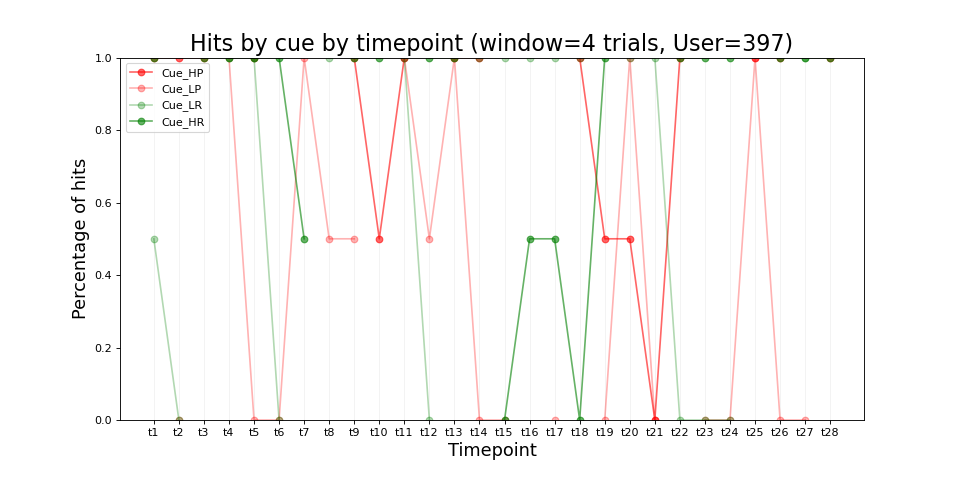 Hits by cue by timepoint (window=4 trials, User=397)
1.0
0.8
0.6
0.4
0.2
0.0
Percentage of hits
Cue_HP
Cue_LP
Cue_LR
Cue_HR
t1 t2 t3 t4 t5 t6 t7 t8 t9 t10 t11 t12 t13 t14 t15 t16 t17 t18 t19 t20 t21 t22 t23 t24 t25 t26 t27 t28
Timepoint